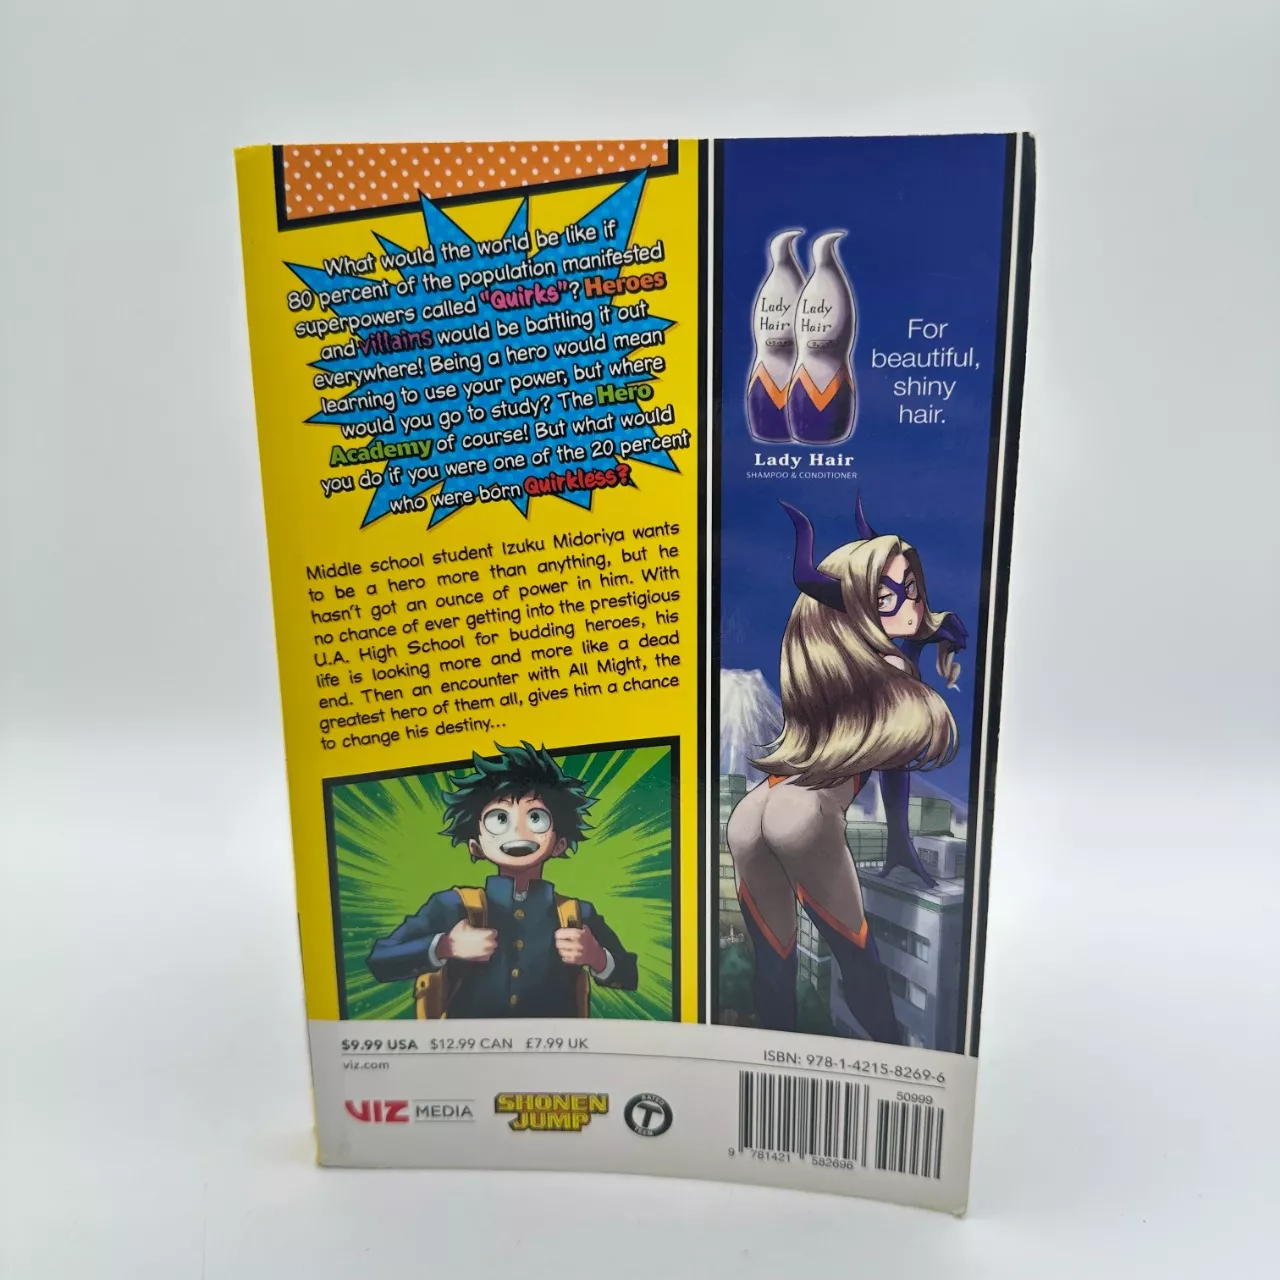 What would the world be like if
80 percent of the population manifested
superpowers called "Quirks"? Heroes
and villains would be battling it out
everywhere! Being a hero would mean
learning to use your power, but where
would you go to study? The Hero
Academy of course! But what would
you do if you were one of the 20 percent
who were born Quirkless?
Middle school student Izuku Midoriya wants
to be a hero more than anything, but he
hasn't got an ounce of power in him. With
no chance of ever getting into the prestigious
U.A. High School for budding heroes, his
life is looking more and more like a dead
end. Then an encounter with All Might, the
greatest hero of them all, gives him a chance
to change his destiny...
Lady
Hair
Lady
Hair
For
beautiful,
shiny
hair.
Lady Hair
SHAMPOO & CONDITIONER
$9.99 USA $12.99 CAN £7.99 UK
viz.com
VIZ MEDIA
SHONEN
JUMP
RATED
T
TEEN
ISBN: 978-1-4215-8269-6
50999
9 781421 582696